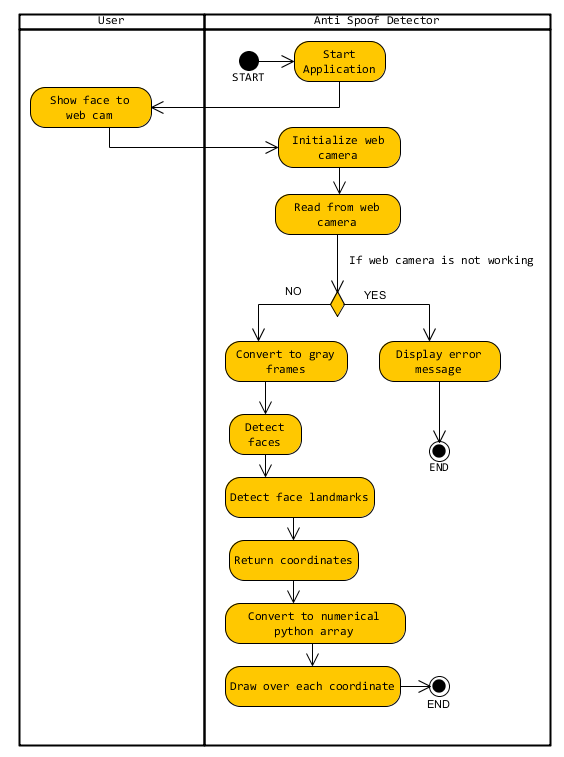 User
Anti Spoof Detector
START
Start
Application
Show face to
web cam
Initialize web
camera
Read from web
camera
If web camera is not working
NO
YES
Convert to gray
frames
Display error
message
Detect
faces
END
Detect face landmarks
Return coordinates
Convert to numerical
python array
Draw over each coordinate
END